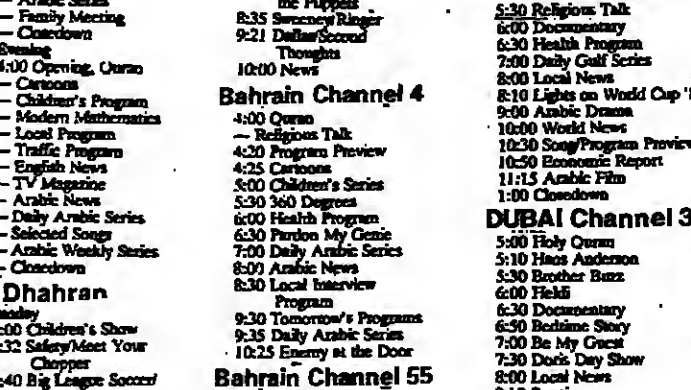 — Arabic Series
— Family Meeting
— Closedown
Evening
4:00 Opening, Quran
— Cartoons
— Children's Program
— Modern Mathematics
— Local Program
— Traffic Program
— English News
— TV Magazine
— Arabic News
— Daily Arabic Series
— Selected Songs
— Arabic Weekly Series
— Closedown
Dhahran
:00 Children's Show
:32 Safety/Meet Your
Chopper
:40 Big League Soccer/
the Puppets
8:35 Sweeney/Ringer
9:21 Dallas/Second
Thoughts
10:00 News
Bahrain Channel 4
4:00 Quran
— Religious Talk
4:20 Program Preview
4:25 Cartoons
5:00 Children's Series
5:30 360 Degrees
6:00 Health Program
6:30 Pardon My Genie
7:00 Daily Arabic Series
8:00 Arabic News
8:30 Local Interview
Program
9:30 Tomorrow's Programs
9:35 Daily Arabic Series
10:25 Enemy at the Door
Bahrain Channel 55
5:30 Religious Talk
6:00 Documentary
6:30 Health Program
7:00 Daily Gulf Series
8:00 Local News
8:10 Lights on World Cup '
9:00 Arabic Drama
10:00 World News
10:30 Song/Program Preview
10:50 Economic Report
11:15 Arabic Film
1:00 Closedown
DUBAI Channel 3
5:00 Holy Quran
5:10 Hans Anderson
5:30 Brother Buzz
6:00 Heidi
6:30 Documentary
6:50 Bedtime Story
7:00 Be My Guest
7:30 Doris Day Show
8:00 Local News